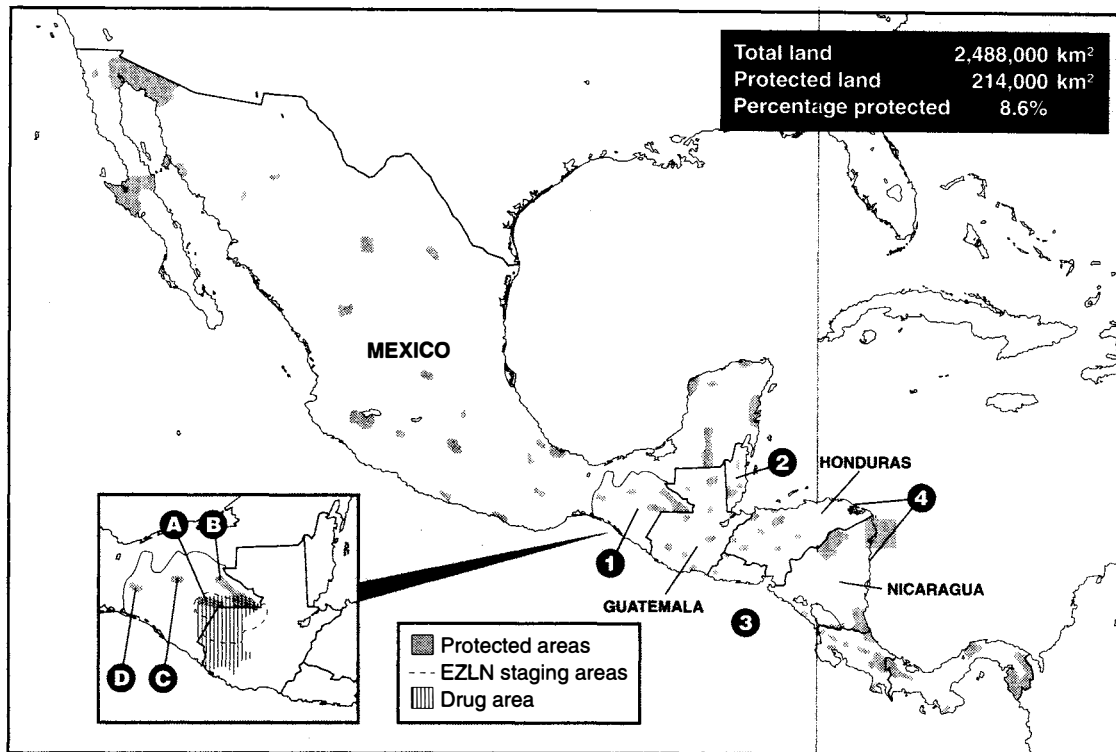 Total land 2,488,000 km²
Protected land 214,000 km²
Percentage protected 8.6%
MEXICO
2
HONDURAS
4
A
B
1
NICARAGUA
GUATEMALA
3
D
C
Protected areas
EZLN staging areas
Drug area